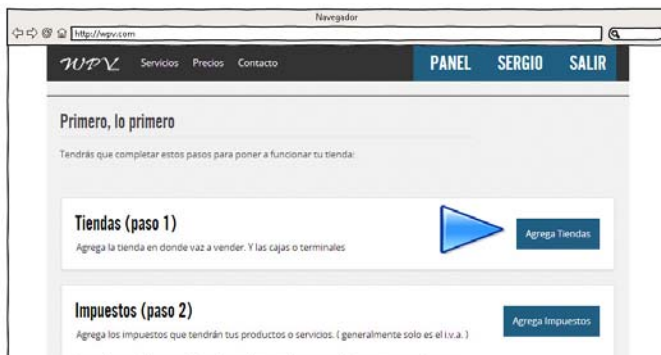 Navegador
http://wpv.com
WPV Servicios Precios Contacto PANEL SERGIO SALIR
Primero, lo primero
Tendrás que completar estos pasos para poner a funcionar tu tienda:
Tiendas (paso 1)
Agrega la tienda en donde vaz a vender. Y las cajas o terminales
Agrega Tiendas
Impuestos (paso 2)
Agrega los impuestos que tendrán tus productos o servicios. ( generalmente solo es el i.v.a. )
Agrega Impuestos